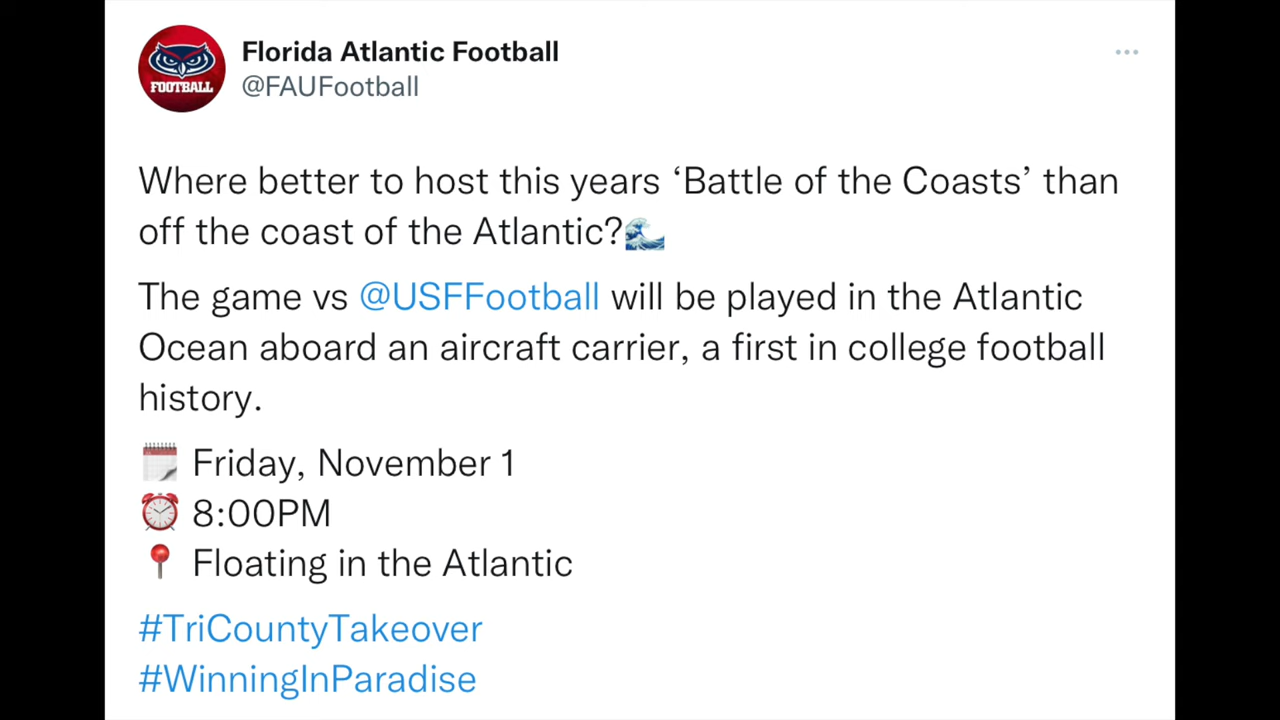 Florida Atlantic Football
@FAUFootball
FOOTBALL
Where better to host this years ‘Battle of the Coasts’ than
off the coast of the Atlantic?🌊
The game vs @USFFootball will be played in the Atlantic
Ocean aboard an aircraft carrier, a first in college football
history.
🗓 Friday, November 1
⏰ 8:00PM
📍 Floating in the Atlantic
#TriCountyTakeover
#WinningInParadise